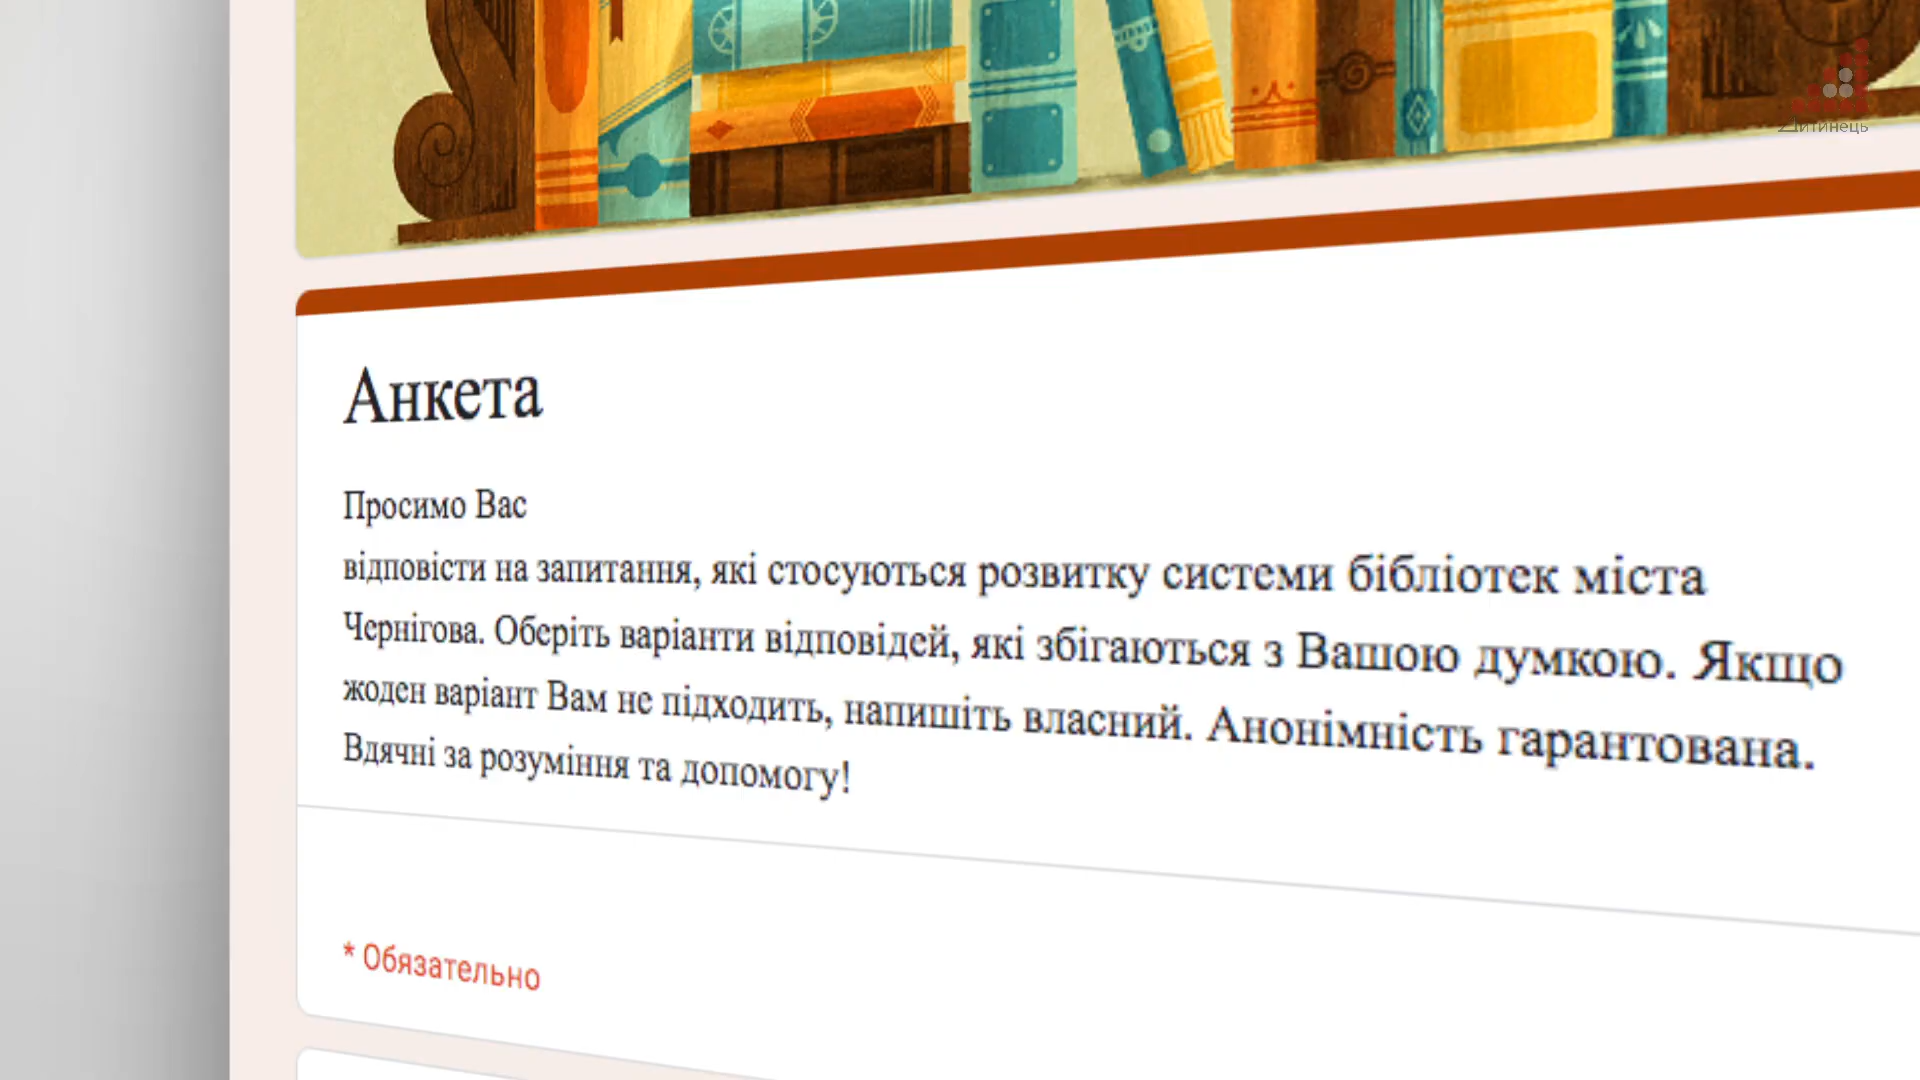 Дитинець
Анкета
Просимо Вас
відповісти на запитання, які стосуються розвитку системи бібліотек міста
Чернігова. Оберіть варіанти відповідей, які збігаються з Вашою думкою. Якщо
жоден варіант Вам не підходить, напишіть власний. Анонімність гарантована.
Вдячні за розуміння та допомогу!
* Обязательно